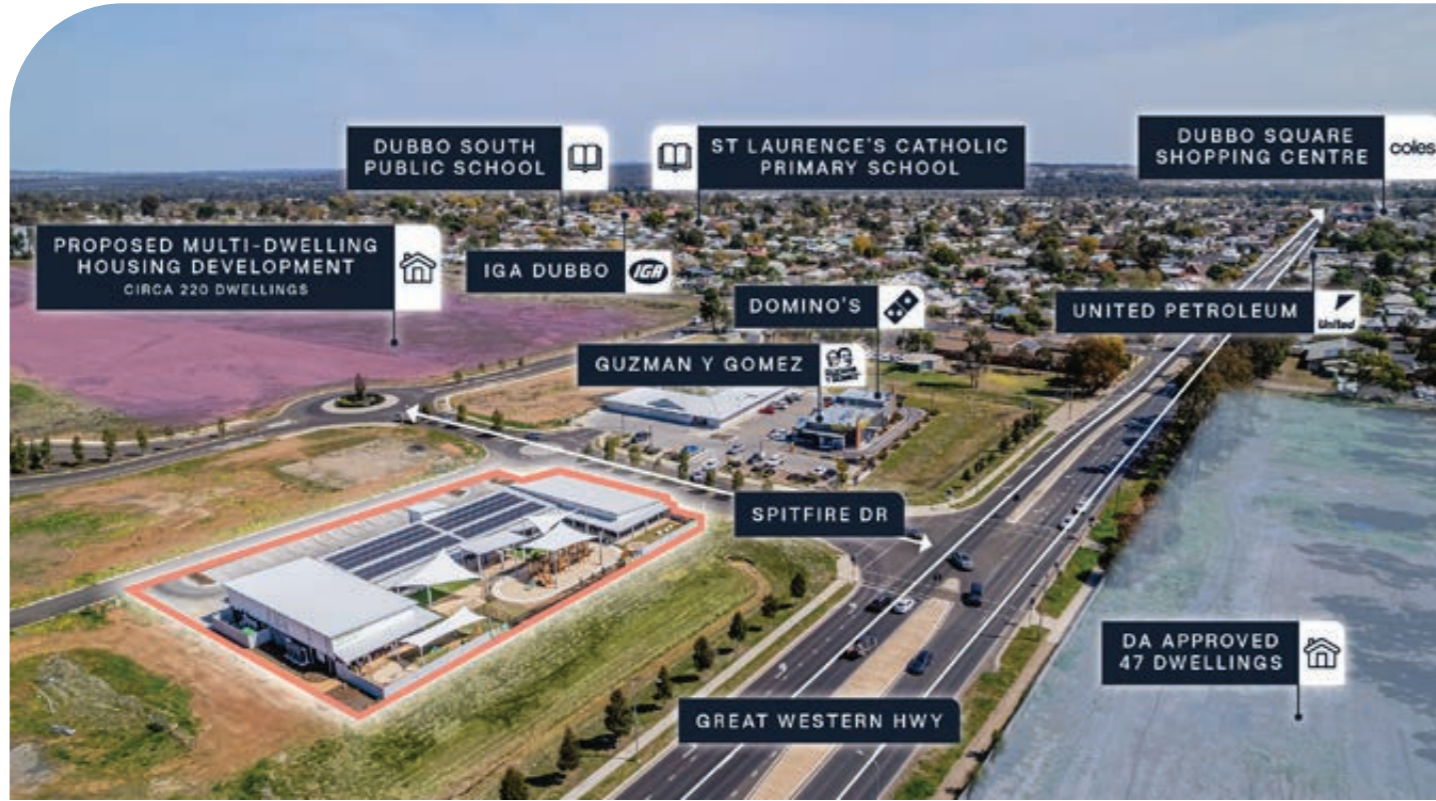 DUBBO SOUTH
PUBLIC SCHOOL
ST LAURENCE'S CATHOLIC
PRIMARY SCHOOL
DUBBO SQUARE
SHOPPING CENTRE
coles
PROPOSED MULTI-DWELLING
HOUSING DEVELOPMENT
CIRCA 220 DWELLINGS
IGA DUBBO
IGA
DOMINO'S
UNITED PETROLEUM
United
GUZMAN Y GOMEZ
SPITFIRE DR
DA APPROVED
47 DWELLINGS
GREAT WESTERN HWY